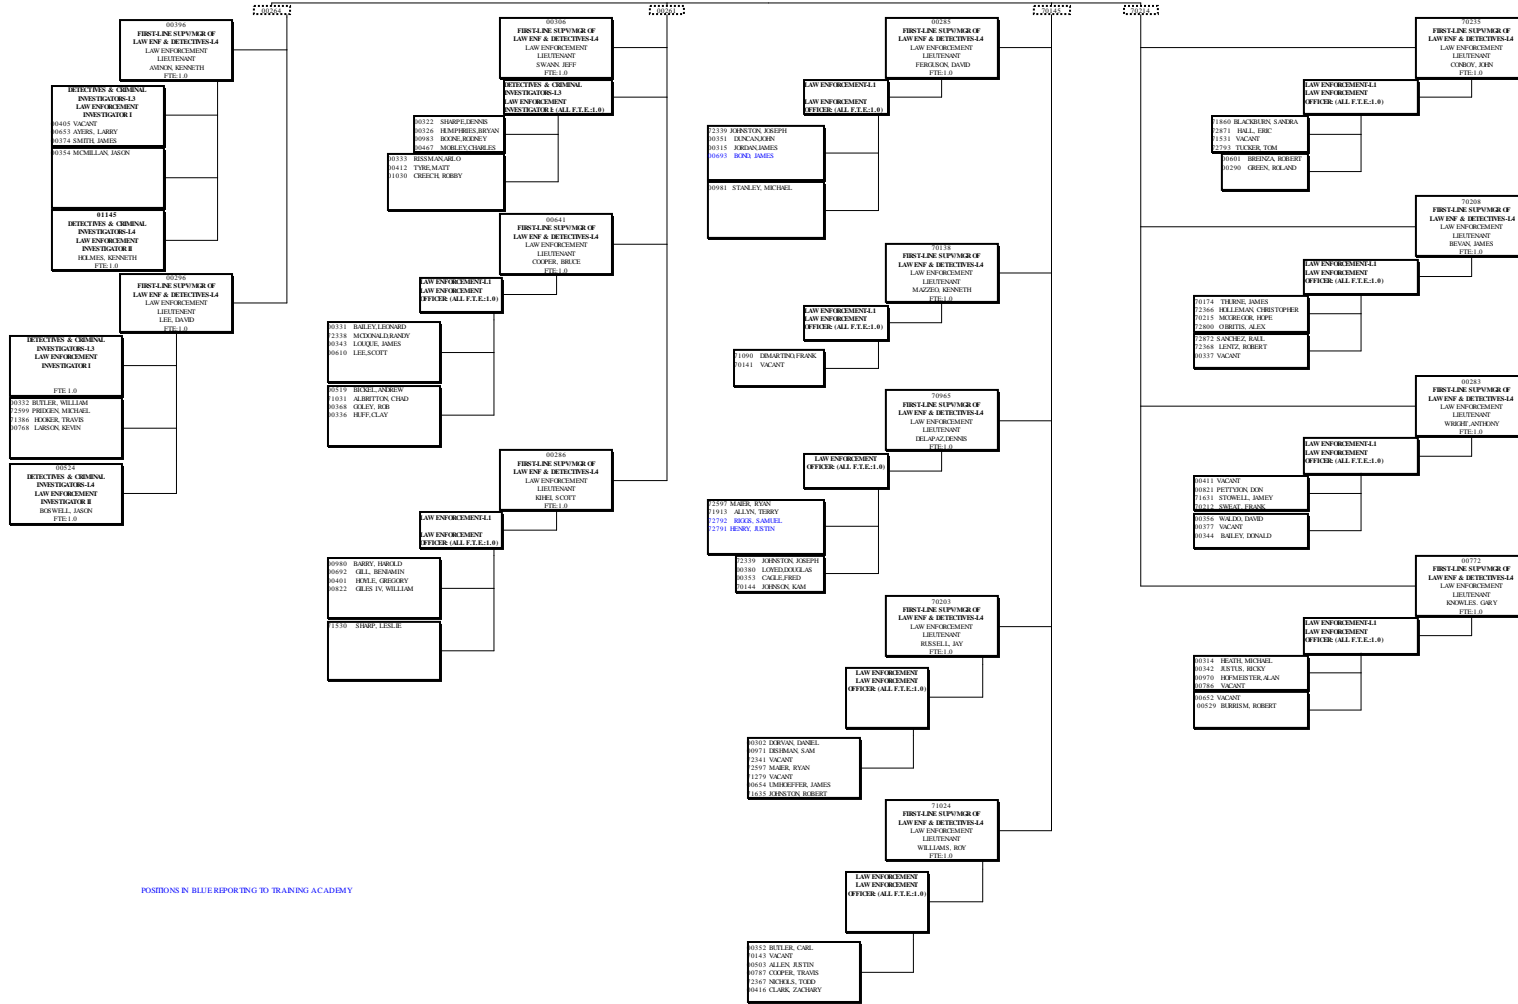 00264
00261
70145
70214
00396
FIRST-LINE SUPV/MGR OF
LAW ENF & DETECTIVES-L4
LAW ENFORCEMENT
LIEUTENANT
AVINON, KENNETH
FTE:1.0
DETECTIVES & CRIMINAL
INVESTIGATORS-L3
LAW ENFORCEMENT
INVESTIGATOR I
00405 VACANT
00653 AYERS, LARRY
00374 SMITH, JAMES
00354 MCMILLAN, JASON
01145
DETECTIVES & CRIMINAL
INVESTIGATORS-L4
LAW ENFORCEMENT
INVESTIGATOR II
HOLMES, KENNETH
FTE:1.0
00296
FIRST-LINE SUPV/MGR OF
LAW ENF & DETECTIVES-L4
LAW ENFORCEMENT
LIEUTENENT
LEE, DAVID
FTE:1.0
DETECTIVES & CRIMINAL
INVESTIGATORS-L3
LAW ENFORCEMENT
INVESTIGATOR I
FTE 1.0
00332 BUTLER, WILLIAM
72599 PRIDGEN, MICHAEL
71386 HOOKER, TRAVIS
00768 LARSON, KEVIN
00524
DETECTIVES & CRIMINAL
INVESTIGATORS-L4
LAW ENFORCEMENT
INVESTIGATOR II
BOSWELL, JASON
FTE:1.0
00306
FIRST-LINE SUPV/MGR OF
LAW ENF & DETECTIVES-L4
LAW ENFORCEMENT
LIEUTENANT
SWANN, JEFF
FTE:1.0
DETECTIVES & CRIMINAL
INVESTIGATORS-L3
LAW ENFORCEMENT
INVESTIGATOR I: (ALL F.T.E.:1.0)
00322 SHARPE,DENNIS
00326 HUMPHRIES,BRYAN
00983 BOONE,RODNEY
00467 MOBLEY,CHARLES
00333 RISSMAN,ARLO
00412 TYRE,MATT
01030 CREECH, ROBBY
00641
FIRST-LINE SUPV/MGR OF
LAW ENF & DETECTIVES-L4
LAW ENFORCEMENT
LIEUTENANT
COOPER, BRUCE
FTE:1.0
LAW ENFORCEMENT-L1
LAW ENFORCEMENT
OFFICER: (ALL F.T.E.:1.0)
00331 BAILEY,LEONARD
72338 MCDONALD,RANDY
00343 LOUQUE, JAMES
00610 LEE,SCOTT
00519 BICKEL,ANDREW
71031 ALBRITTON, CHAD
00368 GOLEY, ROB
00336 HUFF,CLAY
00286
FIRST-LINE SUPV/MGR OF
LAW ENF & DETECTIVES-L4
LAW ENFORCEMENT
LIEUTENANT
KIHEI, SCOTT
FTE:1.0
LAW ENFORCEMENT-L1
LAW ENFORCEMENT
OFFICER: (ALL F.T.E.:1.0)
00980 BARRY, HAROLD
00692 GILL, BENJAMIN
00401 HOYLE, GREGORY
00822 GILES IV, WILLIAM
71530 SHARP, LESLIE
00285
FIRST-LINE SUPV/MGR OF
LAW ENF & DETECTIVES-L4
LAW ENFORCEMENT
LIEUTENANT
FERGUSON, DAVID
FTE:1.0
LAW ENFORCEMENT-L1
LAW ENFORCEMENT
OFFICER: (ALL F.T.E.:1.0)
72339 JOHNSTON, JOSEPH
00351 DUNCAN,JOHN
00315 JORDAN,JAMES
00693 BOND, JAMES
00981 STANLEY, MICHAEL
70138
FIRST-LINE SUPV/MGR OF
LAW ENF & DETECTIVES-L4
LAW ENFORCEMENT
LIEUTENANT
MAZZEO, KENNETH
FTE:1.0
LAW ENFORCEMENT-L1
LAW ENFORCEMENT
OFFICER: (ALL F.T.E.:1.0)
71090 DIMARTINO,FRANK
70141 VACANT
70965
FIRST-LINE SUPV/MGR OF
LAW ENF & DETECTIVES-L4
LAW ENFORCEMENT
LIEUTENANT
DELAPAZ,DENNIS
FTE:1.0
LAW ENFORCEMENT
OFFICER: (ALL F.T.E.:1.0)
72597 MAIER, RYAN
71913 ALLYN, TERRY
72792 RIGGS, SAMUEL
72791 HENRY, JUSTIN
72339 JOHNSTON, JOSEPH
00380 LOYED,DOUGLAS
00353 CAGLE,FRED
70144 JOHNSON, KAM
70203
FIRST-LINE SUPV/MGR OF
LAW ENF & DETECTIVES-L4
LAW ENFORCEMENT
LIEUTENANT
RUSSELL, JAY
FTE:1.0
LAW ENFORCEMENT
LAW ENFORCEMENT
OFFICER: (ALL F.T.E.:1.0)
00302 DORVAN, DANIEL
00971 DISHMAN, SAM
72341 VACANT
72597 MAIER, RYAN
71279 VACANT
00654 UMHOEFFER, JAMES
71635 JOHNSTON, ROBERT
71024
FIRST-LINE SUPV/MGR OF
LAW ENF & DETECTIVES-L4
LAW ENFORCEMENT
LIEUTENANT
WILLIAMS, ROY
FTE:1.0
LAW ENFORCEMENT
LAW ENFORCEMENT
OFFICER: (ALL F.T.E.:1.0)
00352 BUTLER, CARL
70143 VACANT
00503 ALLEN, JUSTIN
00787 COOPER, TRAVIS
72367 NICHOLS, TODD
00416 CLARK, ZACHARY
70235
FIRST-LINE SUPV/MGR OF
LAW ENF & DETECTIVES-L4
LAW ENFORCEMENT
LIEUTENANT
CONBOY, JOHN
FTE:1.0
LAW ENFORCEMENT-L1
LAW ENFORCEMENT
OFFICER: (ALL F.T.E.:1.0)
71860 BLACKBURN, SANDRA
72871 HALL, ERIC
71531 VACANT
72793 TUCKER, TOM
00601 BREINZA, ROBERT
00290 GREEN, ROLAND
70208
FIRST-LINE SUPV/MGR OF
LAW ENF & DETECTIVES-L4
LAW ENFORCEMENT
LIEUTENANT
BEVAN, JAMES
FTE:1.0
LAW ENFORCEMENT-L1
LAW ENFORCEMENT
OFFICER: (ALL F.T.E.:1.0)
70174 THURNE, JAMES
72366 HOLLEMAN, CHRISTOPHER
70215 MCGREGOR, HOPE
72800 O'BRITIS, ALEX
72872 SANCHEZ, RAUL
72368 LENTZ, ROBERT
00337 VACANT
00283
FIRST-LINE SUPV/MGR OF
LAW ENF & DETECTIVES-L4
LAW ENFORCEMENT
LIEUTENANT
WRIGHT,ANTHONY
FTE:1.0
LAW ENFORCEMENT-L1
LAW ENFORCEMENT
OFFICER: (ALL F.T.E.:1.0)
00411 VACANT
00821 PETTYJON, DON
71631 STOWELL, JAMEY
70212 SWEAT, FRANK
00356 WALDO, DAVID
00377 VACANT
00344 BAILEY, DONALD
00772
FIRST-LINE SUPV/MGR OF
LAW ENF & DETECTIVES-L4
LAW ENFORCEMENT
LIEUTENANT
KNOWLES, GARY
FTE:1.0
LAW ENFORCEMENT-L1
LAW ENFORCEMENT
OFFICER: (ALL F.T.E.:1.0)
00314 HEATH, MICHAEL
00342 JUSTUS, RICKY
00970 HOFMEISTER,ALAN
00786 VACANT
00652 VACANT
00529 BURRISM, ROBERT
POSITIONS IN BLUE REPORTING TO TRAINING ACADEMY